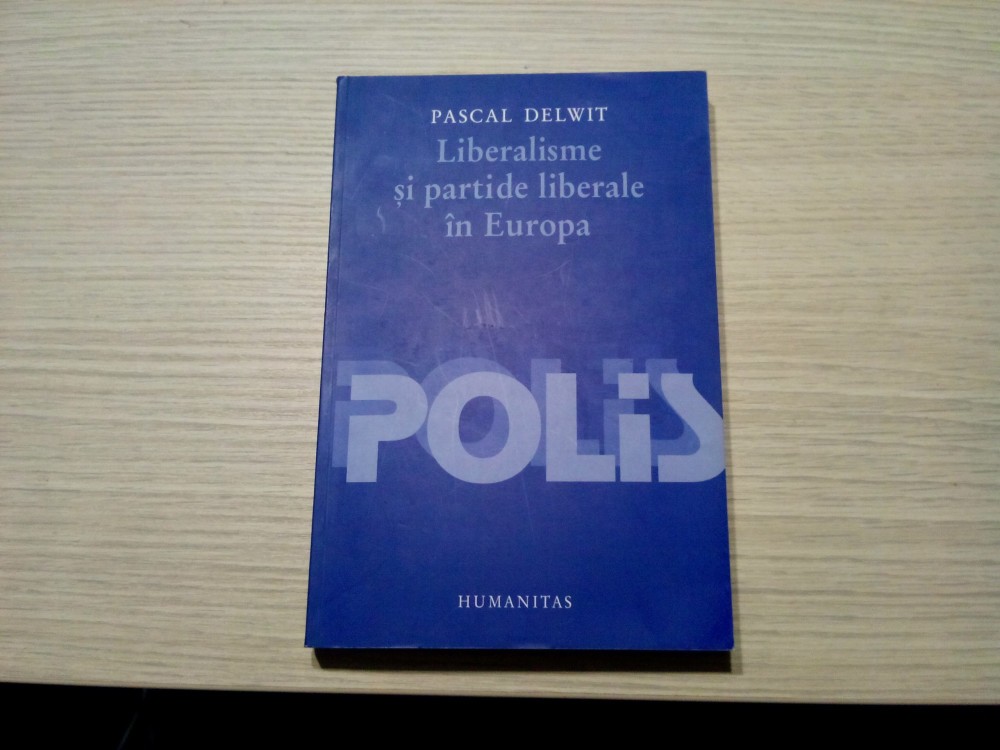 PASCAL DELWIT
Liberalisme
și partide liberale
în Europa
POLiS
HUMANITAS